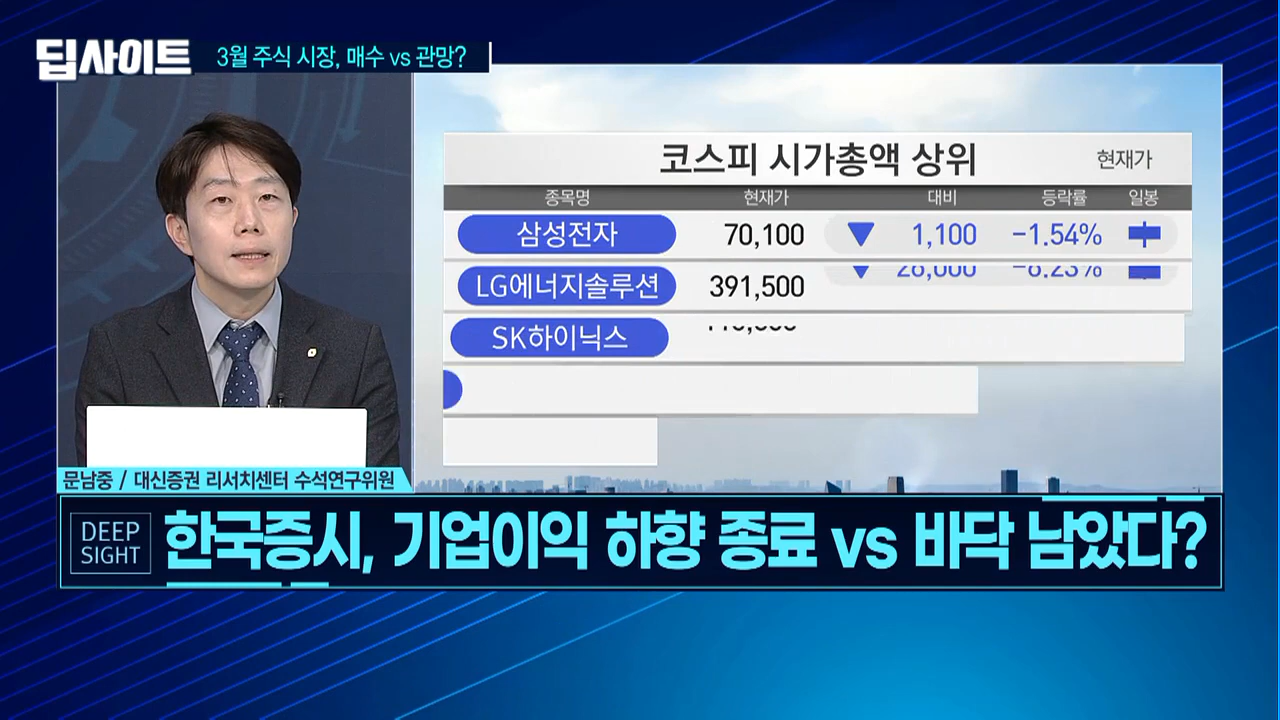 딥사이트
3월 주식 시장, 매수 vs 관망?
코스피 시가총액 상위 현재가
종목명 현재가 대비 등락률 일봉
삼성전자 70,100 ▼ 1,100 -1.54%
LG에너지솔루션 391,500 ▼ 26,000 -6.23%
SK하이닉스
문남중 / 대신증권 리서치센터 수석연구위원
DEEP
SIGHT
한국증시, 기업이익 하향 종료 vs 바닥 남았다?